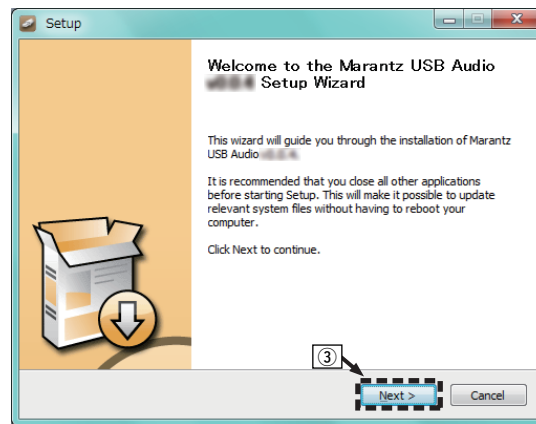 Setup
Welcome to the Marantz USB Audio
Setup Wizard
This wizard will guide you through the installation of Marantz
USB Audio
It is recommended that you close all other applications
before starting Setup. This will make it possible to update
relevant system files without having to reboot your
computer.
Click Next to continue.
③
Next >
Cancel